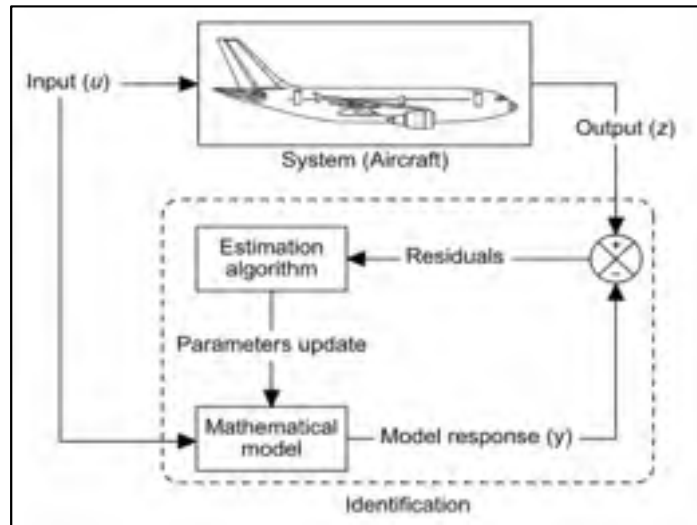 Input (u)
System (Aircraft)
Output (z)
Estimation
algorithm
Residuals
+
−
Parameters update
Mathematical
model
Model response (y)
Identification